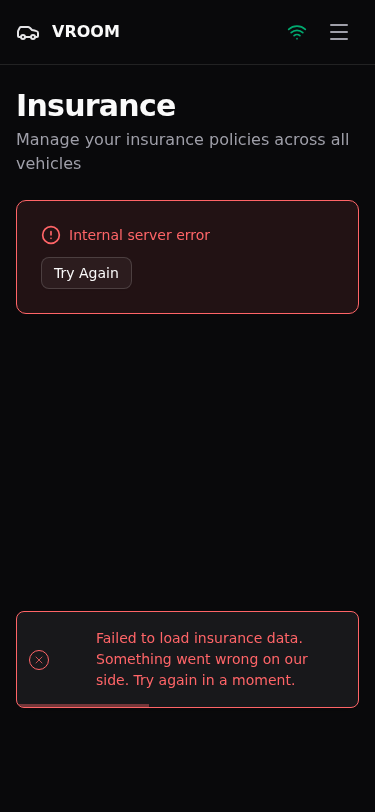 VROOM
Insurance
Manage your insurance policies across all
vehicles
Internal server error
Try Again
Failed to load insurance data.
Something went wrong on our
side. Try again in a moment.